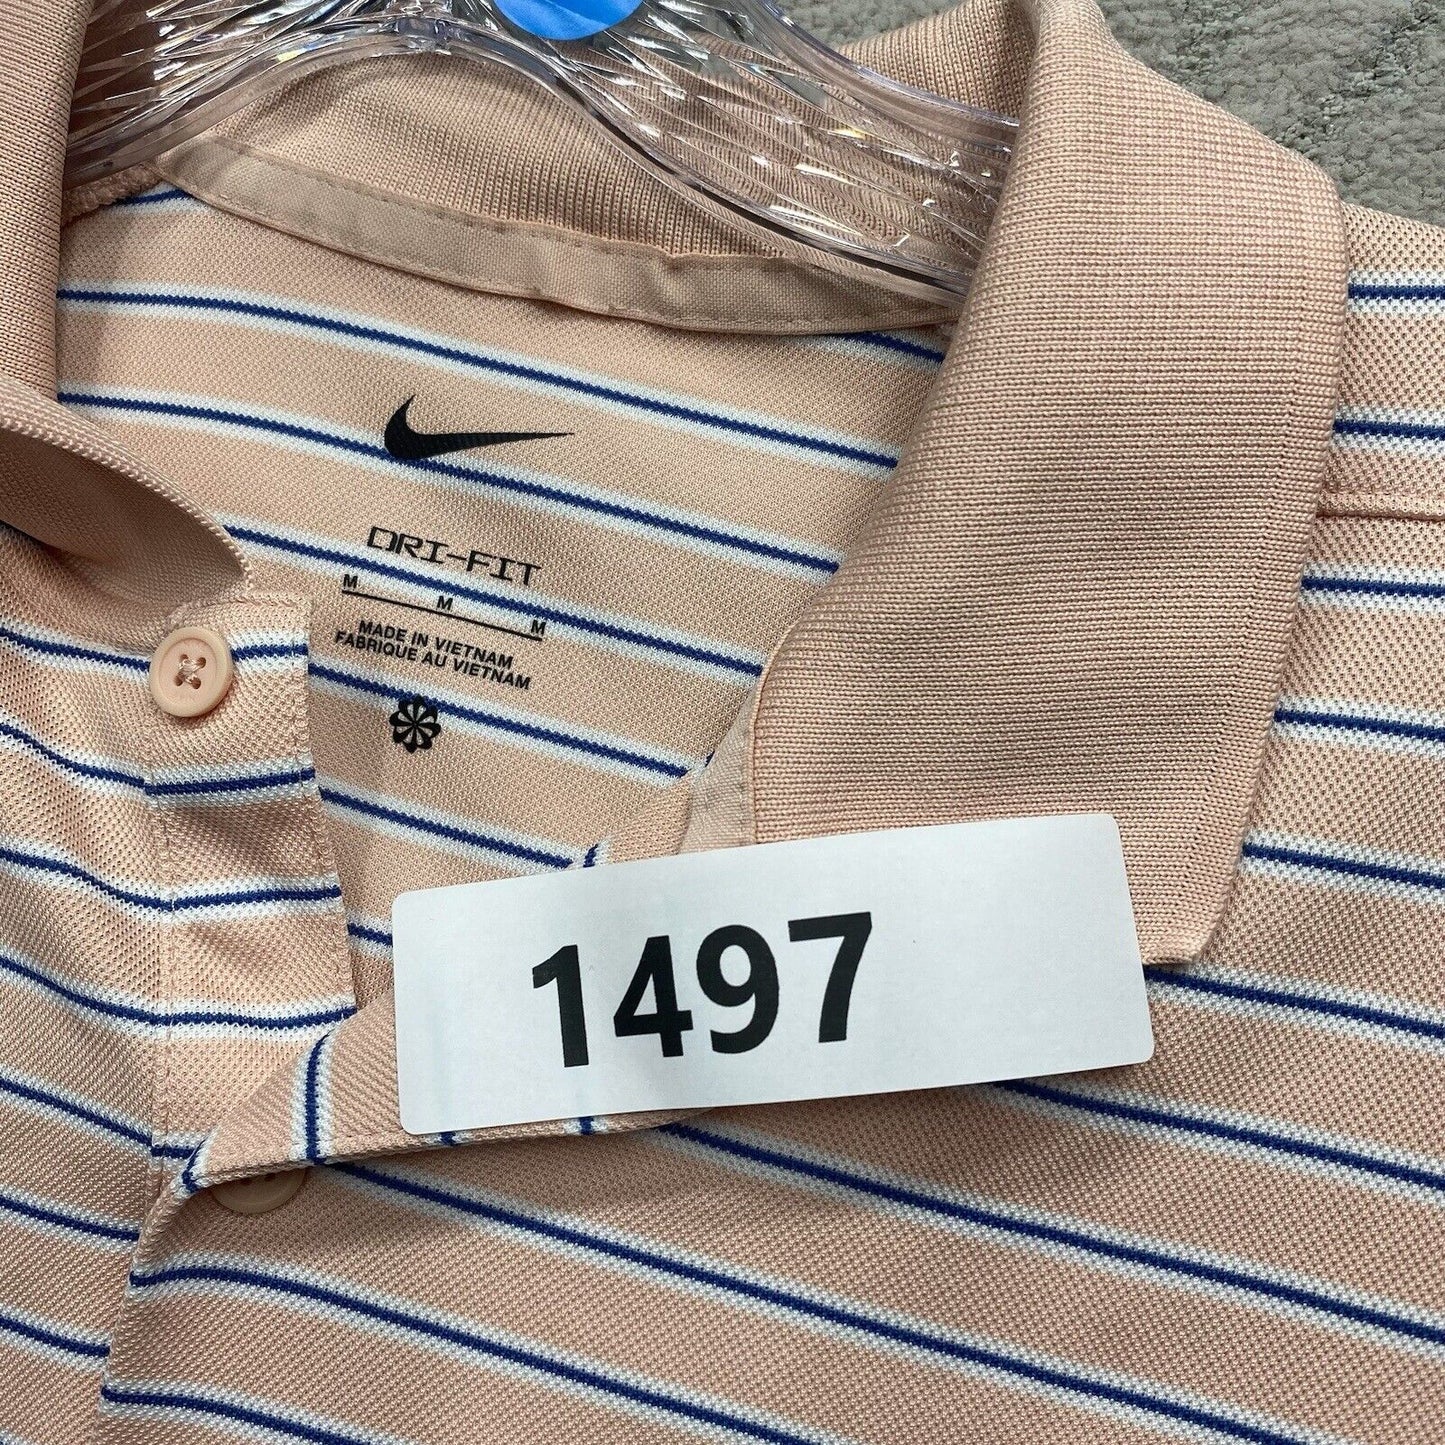 DRI-FIT
M M M
MADE IN VIETNAM
FABRIQUE AU VIETNAM
1497